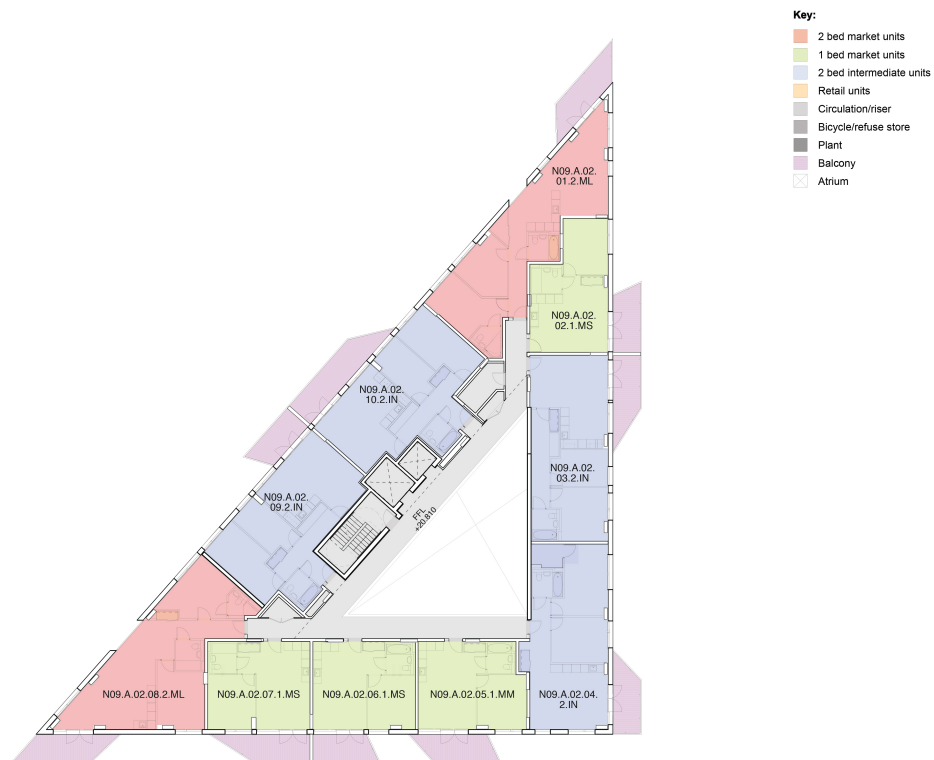 Key:
2 bed market units
1 bed market units
2 bed intermediate units
Retail units
Circulation/riser
Bicycle/refuse store
Plant
Balcony
Atrium
N09.A.02.
01.2.ML
N09.A.02.
02.1.MS
N09.A.02.
10.2.IN
N09.A.02.
03.2.IN
N09.A.02.
09.2.IN
FFL
+20.810
N09.A.02.08.2.ML
N09.A.02.07.1.MS
N09.A.02.06.1.MS
N09.A.02.05.1.MM
N09.A.02.04.
2.IN